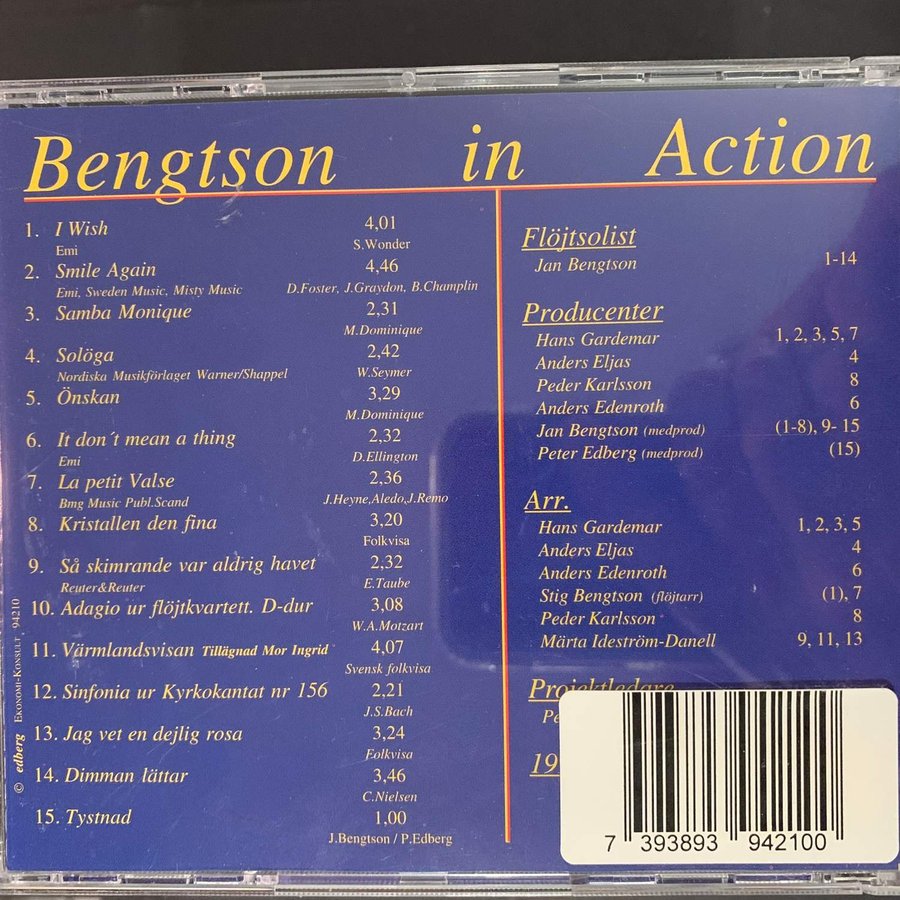 Bengtson in Action
1. I Wish 4,01
Emi S.Wonder
2. Smile Again 4,46
Emi, Sweden Music, Misty Music D.Foster, J.Graydon, B.Champlin
3. Samba Monique 2,31
M.Dominique
4. Solöga 2,42
Nordiska Musikförlaget Warner/Shappel W.Seymer
5. Önskan 3,29
M.Dominique
6. It don´t mean a thing 2,32
Emi D.Ellington
7. La petit Valse 2,36
Bmg Music Publ.Scand J.Heyne,Aledo,J.Remo
8. Kristallen den fina 3,20
Folkvisa
9. Så skimrande var aldrig havet 2,32
Reuter&Reuter E.Taube
10. Adagio ur flöjtkvartett. D-dur 3,08
W.A.Motzart
11. Värmlandsvisan Tillägnad Mor Ingrid 4,07
Svensk folkvisa
12. Sinfonia ur Kyrkokantat nr 156 2,21
J.S.Bach
13. Jag vet en dejlig rosa 3,24
Folkvisa
14. Dimman lättar 3,46
C.Nielsen
15. Tystnad 1,00
J.Bengtson / P.Edberg
© edberg EKONOMI-KONSULT 94210
Flöjtsolist
Jan Bengtson 1-14
Producenter
Hans Gardemar 1, 2, 3, 5, 7
Anders Eljas 4
Peder Karlsson 8
Anders Edenroth 6
Jan Bengtson (medprod) (1-8), 9- 15
Peter Edberg (medprod) (15)
Arr.
Hans Gardemar 1, 2, 3, 5
Anders Eljas 4
Anders Edenroth 6
Stig Bengtson (flöjtarr) (1), 7
Peder Karlsson 8
Märta Ideström-Danell 9, 11, 13
Projektledare
7 393893 942100